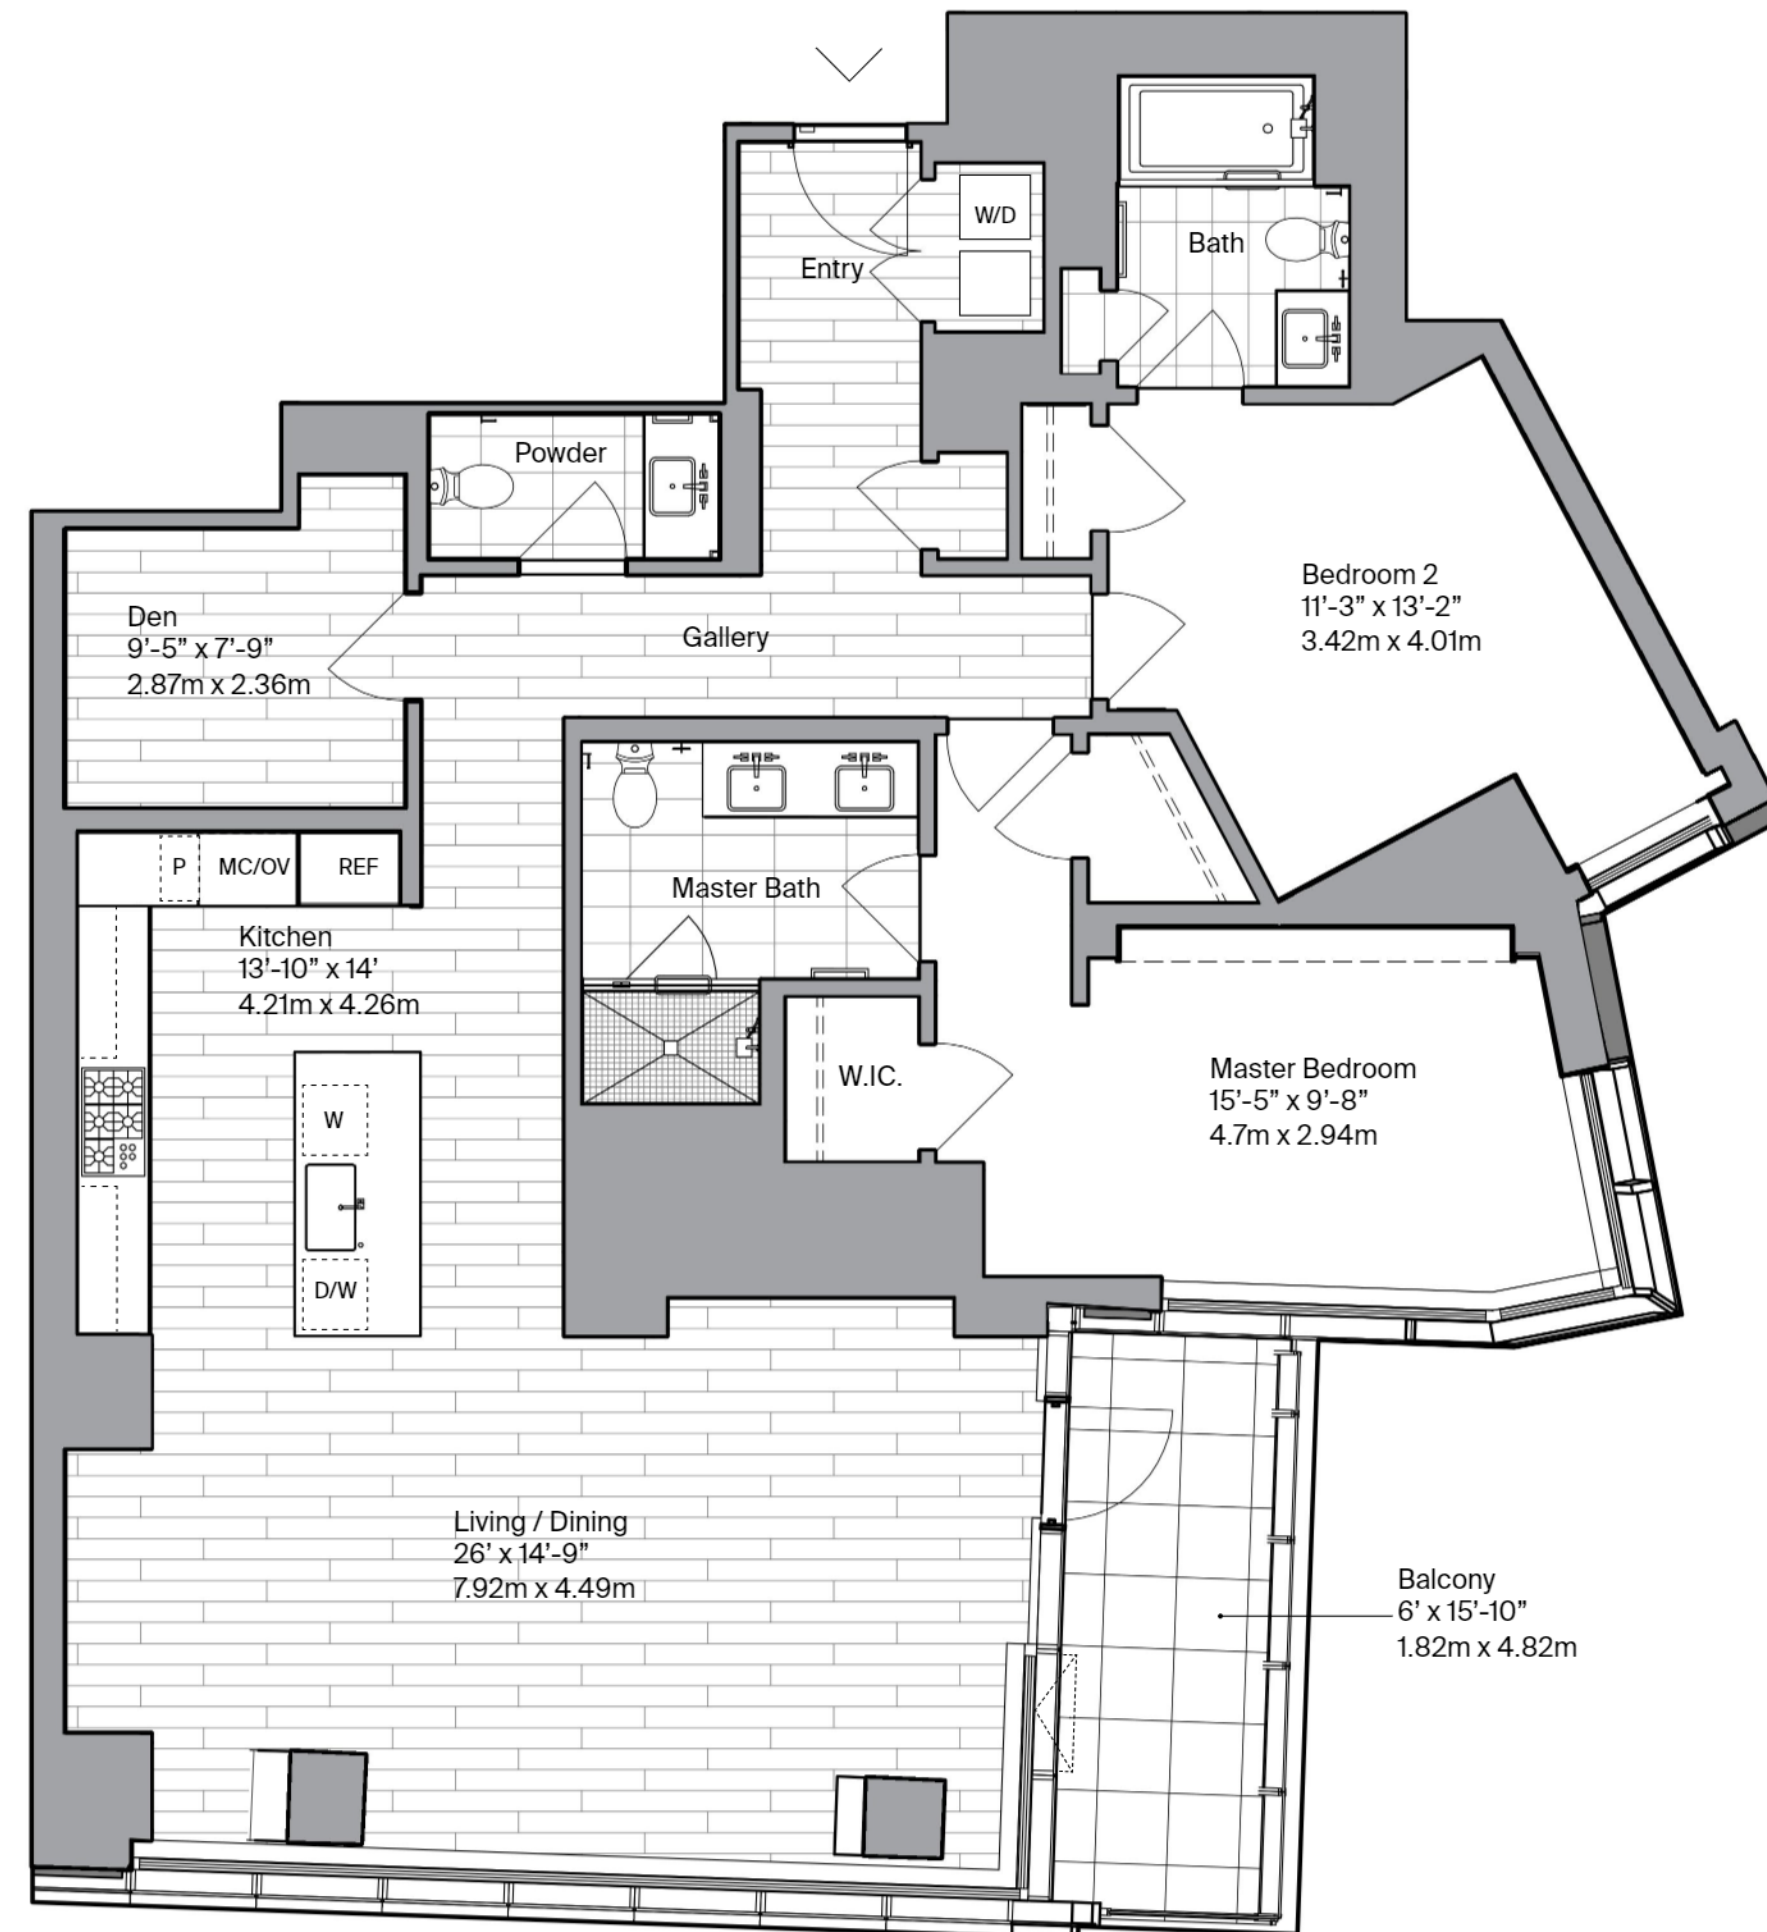 W/D
Bath
Entry
Powder
Bedroom 2
11’-3” x 13’-2”
3.42m x 4.01m
Den
9’-5” x 7’-9”
2.87m x 2.36m
Gallery
P
MC/OV
REF
Master Bath
Kitchen
13’-10” x 14’
4.21m x 4.26m
W.IC.
Master Bedroom
15’-5” x 9’-8”
4.7m x 2.94m
W
D/W
Living / Dining
26’ x 14’-9”
7.92m x 4.49m
Balcony
6’ x 15’-10”
1.82m x 4.82m